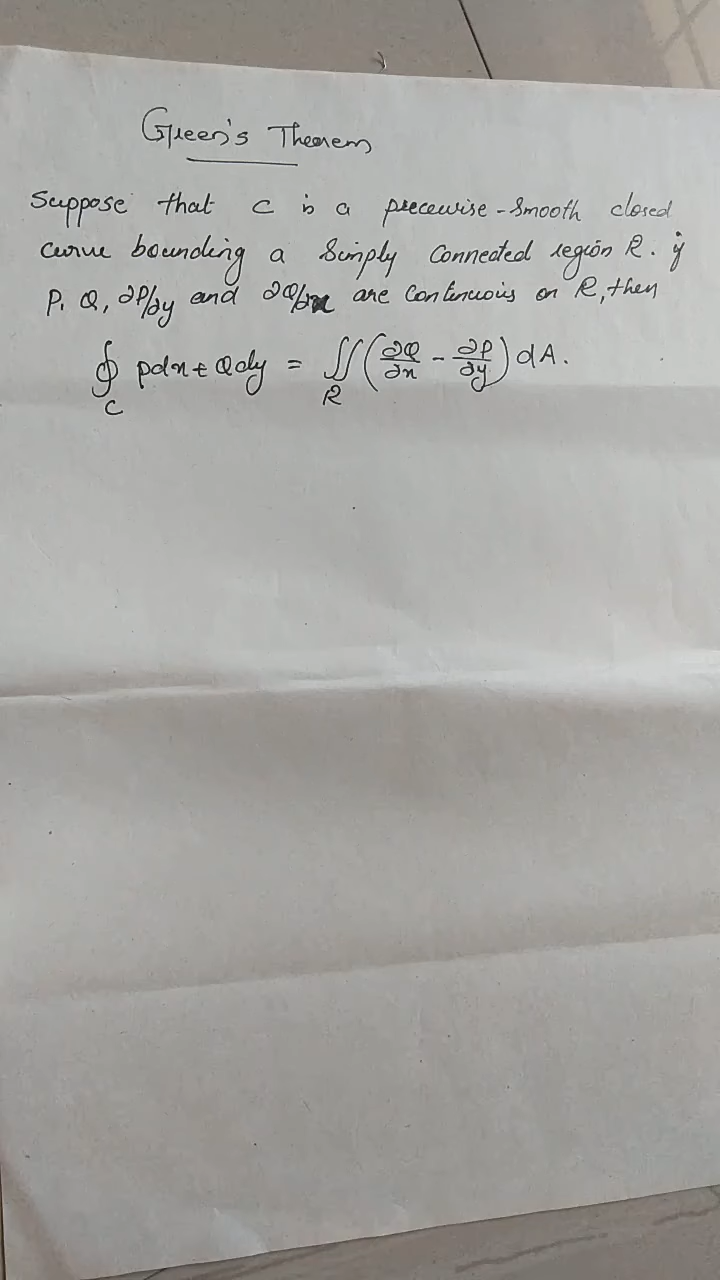 Green's Theorem
Suppose that C is a piecewise-smooth closed
curve bounding a Simply Connected region R. if
P, Q, ∂P/∂y and ∂Q/∂x are Continuous on R, then
∮_C Pdx + Qdy = ∬_R (∂Q/∂x - ∂P/∂y) dA.